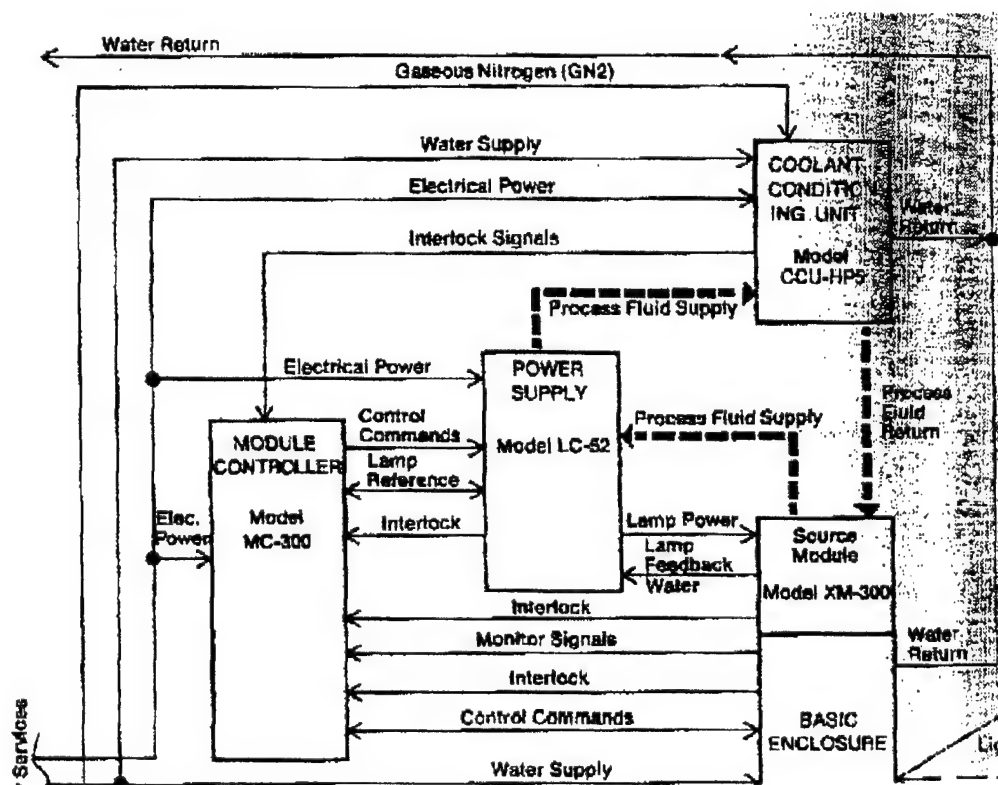 Water Return
Gaseous Nitrogen (GN2)
Water Supply
Electrical Power
Interlock Signals
COOLANT
CONDITION
ING. UNIT
Model
CCU-HP5
Water
Return
Process Fluid Supply
Electrical Power
POWER
SUPPLY
Model LC-52
Process Fluid Supply
Process
Fluid
Return
Control
Commands
Lamp
Reference
Interlock
MODULE
CONTROLLER
Model
MC-300
Elec.
Power
Lamp Power
Lamp
Feedback
Water
Source
Module
Model XM-300
Interlock
Monitor Signals
Interlock
Control Commands
Water
Return
BASIC
ENCLOSURE
Services
Water Supply